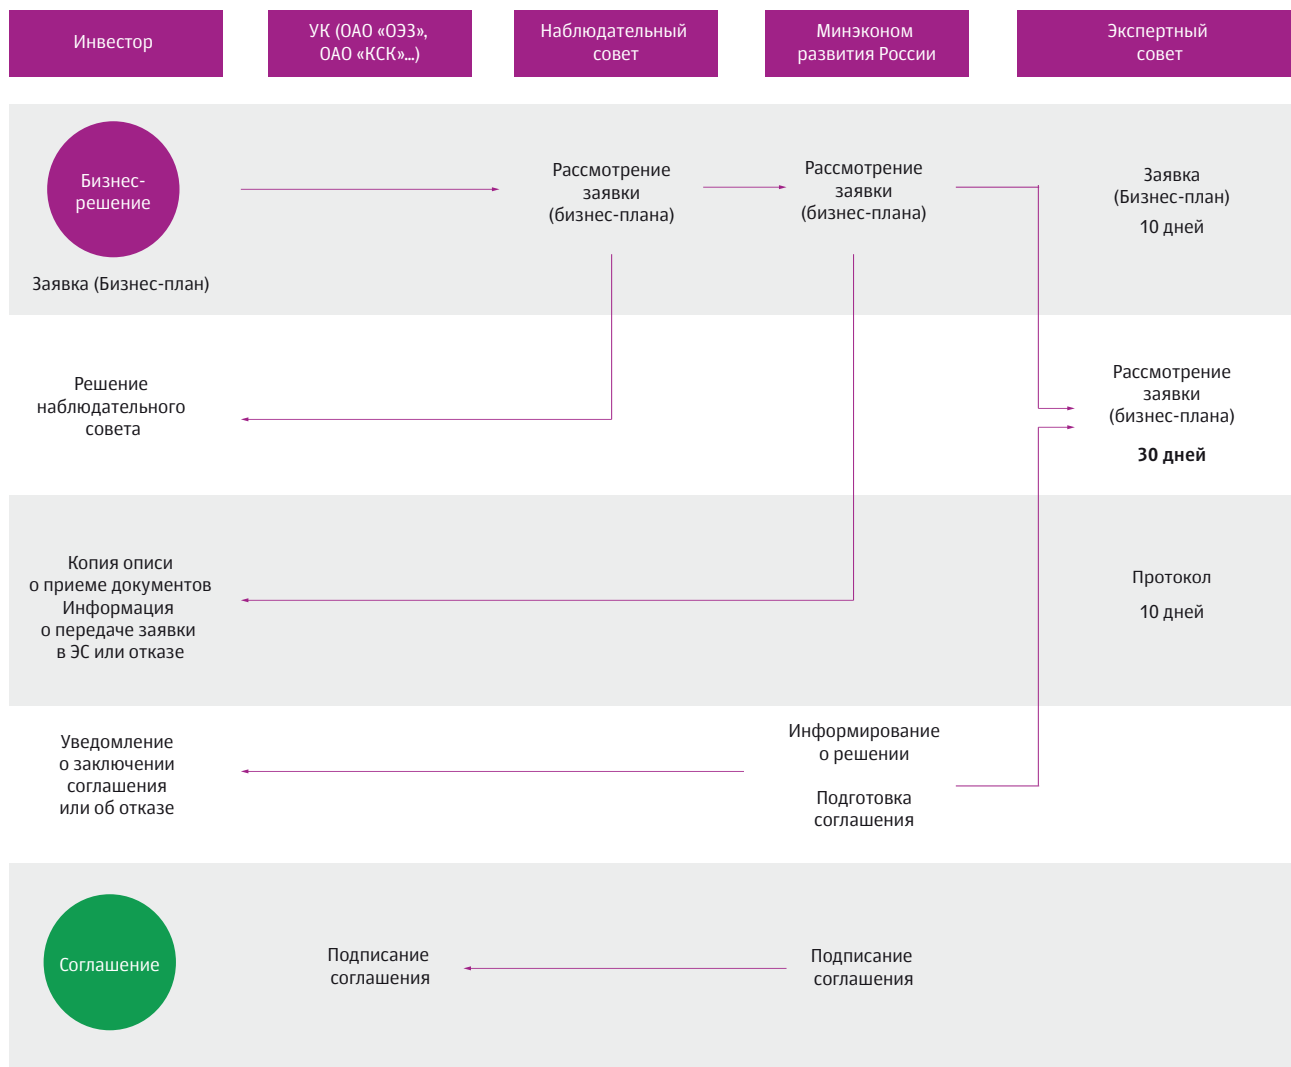 Инвестор
УК (ОАО «ОЭЗ»,
ОАО «КСК»...)
Наблюдательный
совет
Минэконом
развития России
Экспертный
совет
Бизнес-
решение
Заявка (Бизнес-план)
Рассмотрение
заявки
(бизнес-плана)
Рассмотрение
заявки
(бизнес-плана)
Заявка
(Бизнес-план)
10 дней
Решение
наблюдательного
совета
Рассмотрение
заявки
(бизнес-плана)
30 дней
Копия описи
о приеме документов
Информация
о передаче заявки
в ЭС или отказе
Протокол
10 дней
Уведомление
о заключении
соглашения
или об отказе
Информирование
о решении
Подготовка
соглашения
Соглашение
Подписание
соглашения
Подписание
соглашения